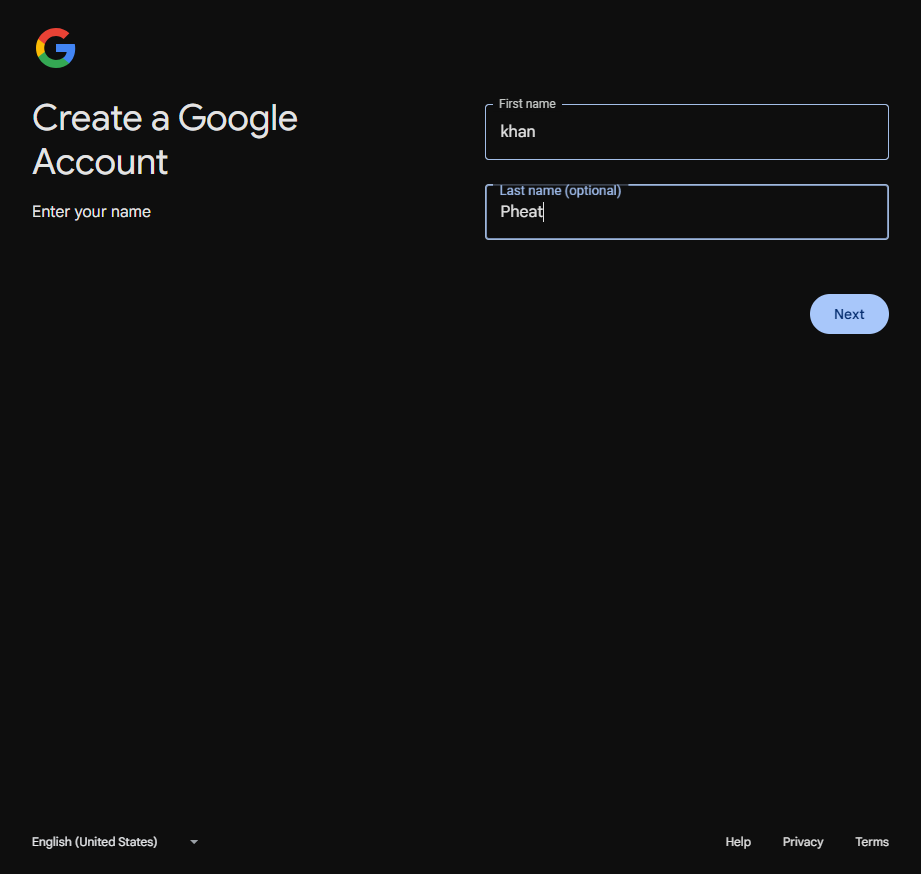 Create a Google
Account
Enter your name
First name
khan
Last name (optional)
Pheat
Next
English (United States)
Help
Privacy
Terms